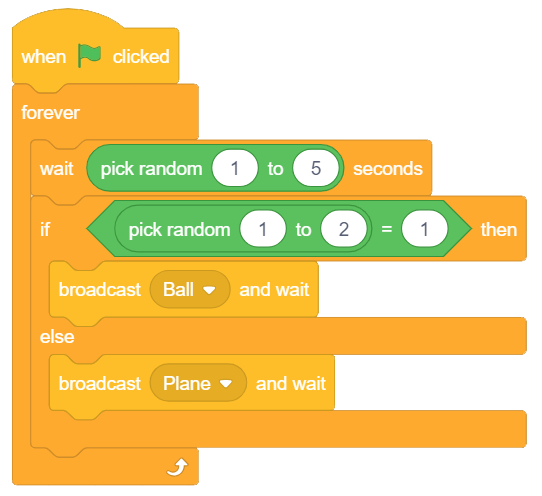 when clicked
forever
wait pick random 1 to 5 seconds
if pick random 1 to 2 = 1 then
broadcast Ball and wait
else
broadcast Plane and wait